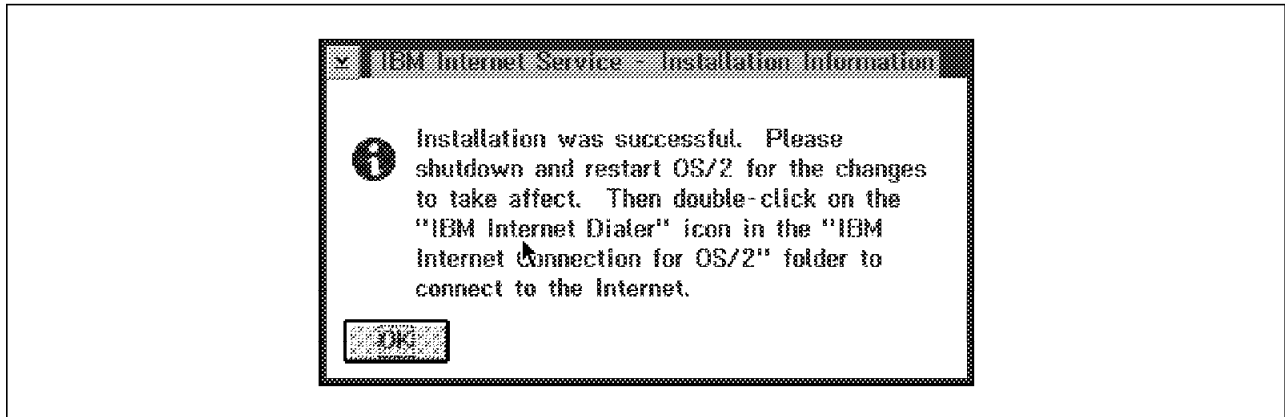 IBM Internet Service - Installation Information
Installation was successful.  Please
shutdown and restart OS/2 for the changes
to take affect.  Then double-click on the
"IBM Internet Dialer" icon in the "IBM
Internet Connection for OS/2" folder to
connect to the Internet.
OK